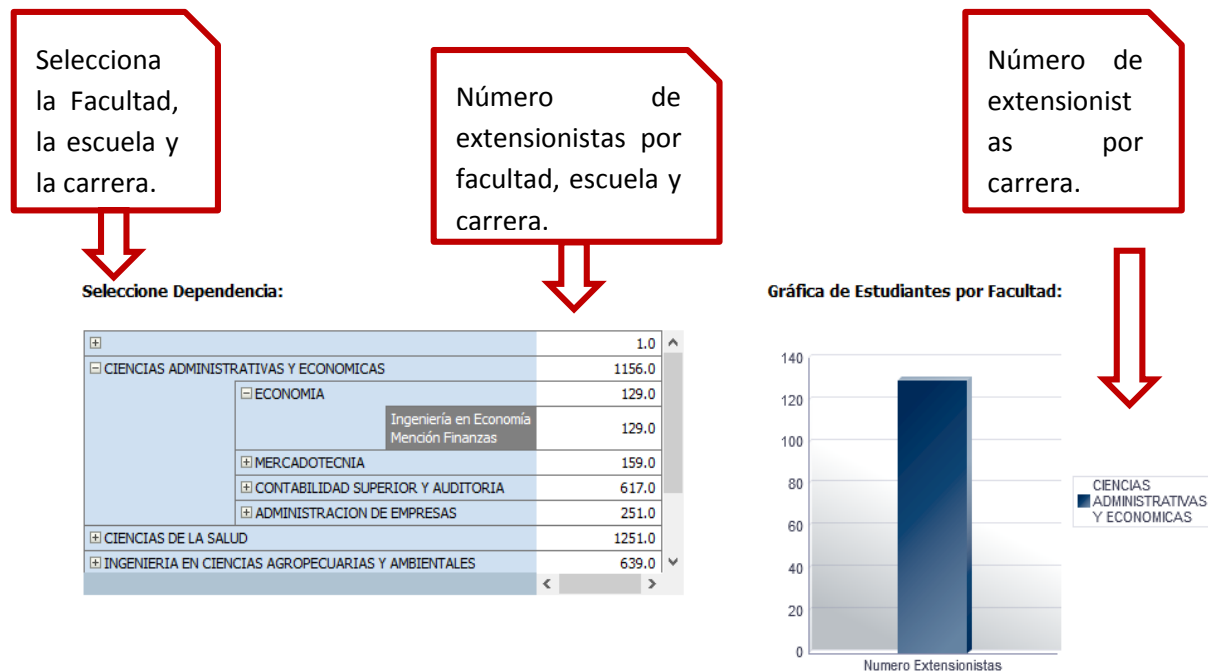 Selecciona
la Facultad,
la escuela y
la carrera.
Número de
extensionistas por
facultad, escuela y
carrera.
Número de
extensionist
as por
carrera.
Seleccione Dependencia:
1.0
CIENCIAS ADMINISTRATIVAS Y ECONOMICAS 1156.0
ECONOMIA 129.0
Ingeniería en Economía
Mención Finanzas 129.0
MERCADOTECNIA 159.0
CONTABILIDAD SUPERIOR Y AUDITORIA 617.0
ADMINISTRACION DE EMPRESAS 251.0
CIENCIAS DE LA SALUD 1251.0
INGENIERIA EN CIENCIAS AGROPECUARIAS Y AMBIENTALES 639.0
Gráfica de Estudiantes por Facultad:
140
120
100
80
60
40
20
0
Numero Extensionistas
CIENCIAS
ADMINISTRATIVAS
Y ECONOMICAS